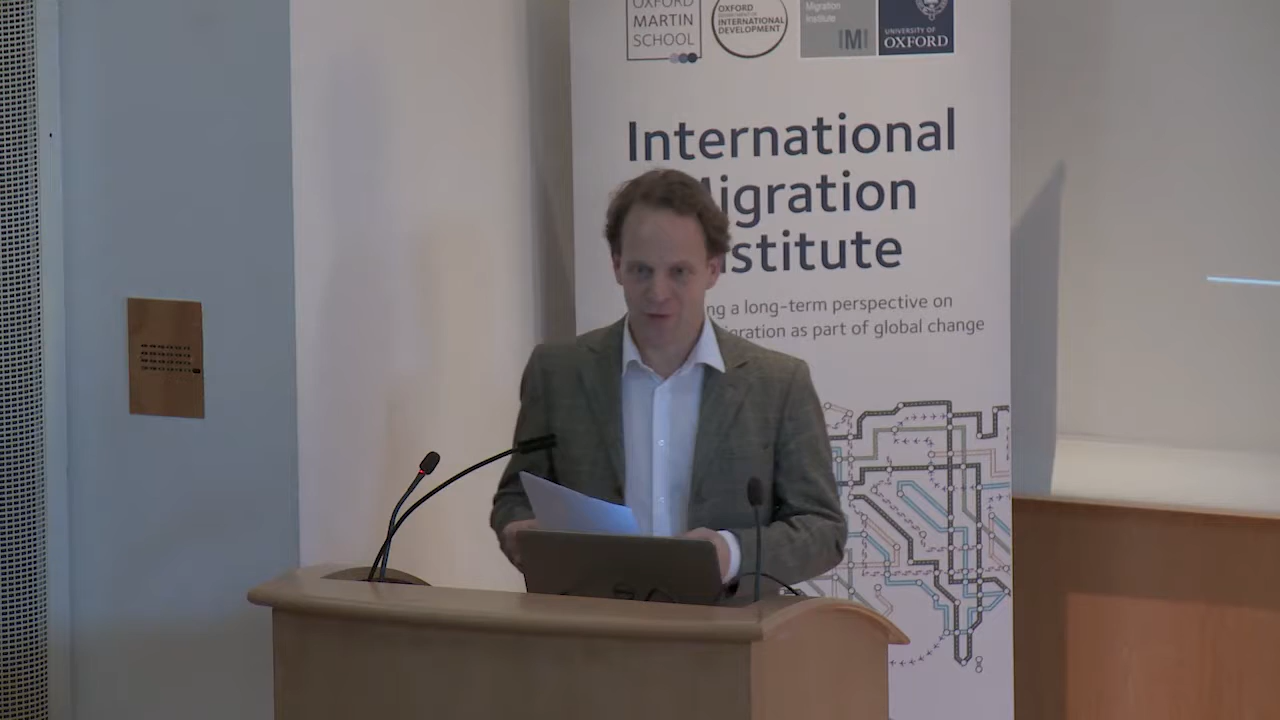 OXFORD
MARTIN
SCHOOL
OXFORD
INTERNATIONAL
DEVELOPMENT
Migration
Institute
IMI
UNIVERSITY OF
OXFORD
International
Migration
stitute
ng a long-term perspective on
igration as part of global change